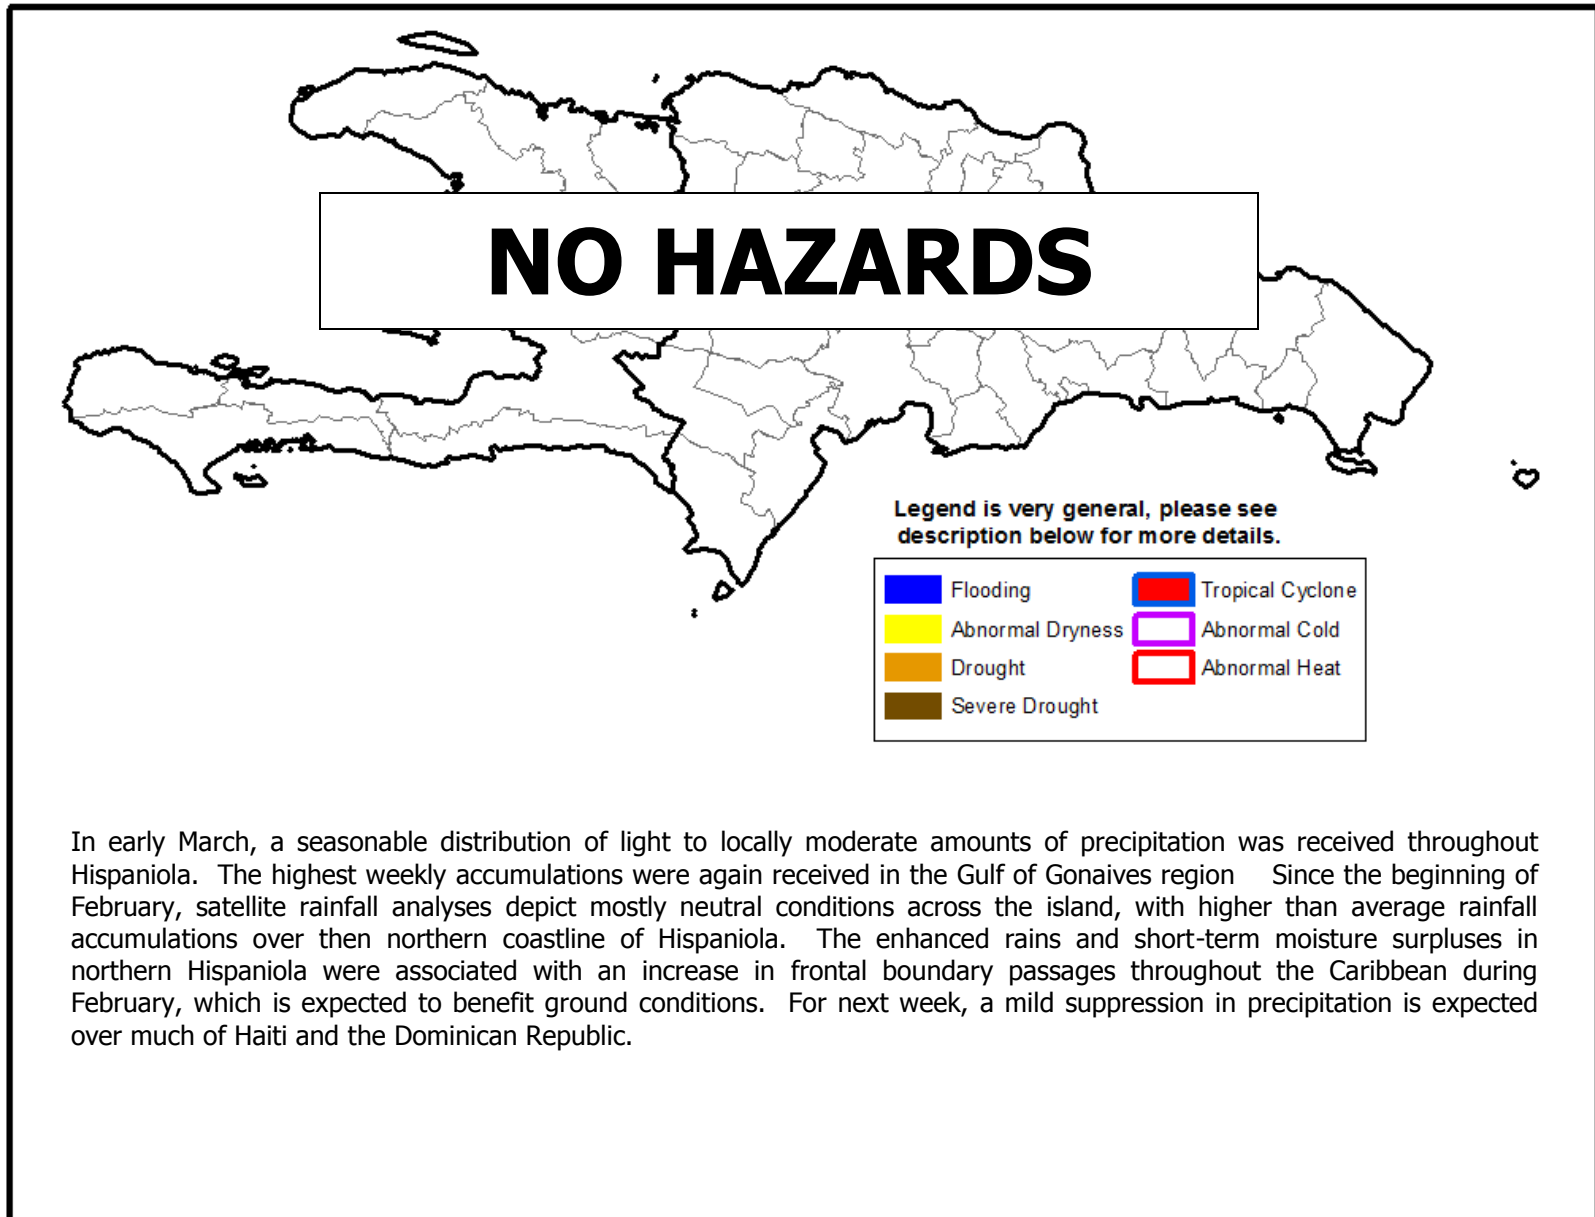 NO HAZARDS
Legend is very general, please see
description below for more details.
Flooding
Tropical Cyclone
Abnormal Dryness
Abnormal Cold
Drought
Abnormal Heat
Severe Drought
In early March, a seasonable distribution of light to locally moderate amounts of precipitation was received throughout
Hispaniola. The highest weekly accumulations were again received in the Gulf of Gonaives region Since the beginning of
February, satellite rainfall analyses depict mostly neutral conditions across the island, with higher than average rainfall
accumulations over then northern coastline of Hispaniola. The enhanced rains and short-term moisture surpluses in
northern Hispaniola were associated with an increase in frontal boundary passages throughout the Caribbean during
February, which is expected to benefit ground conditions. For next week, a mild suppression in precipitation is expected
over much of Haiti and the Dominican Republic.